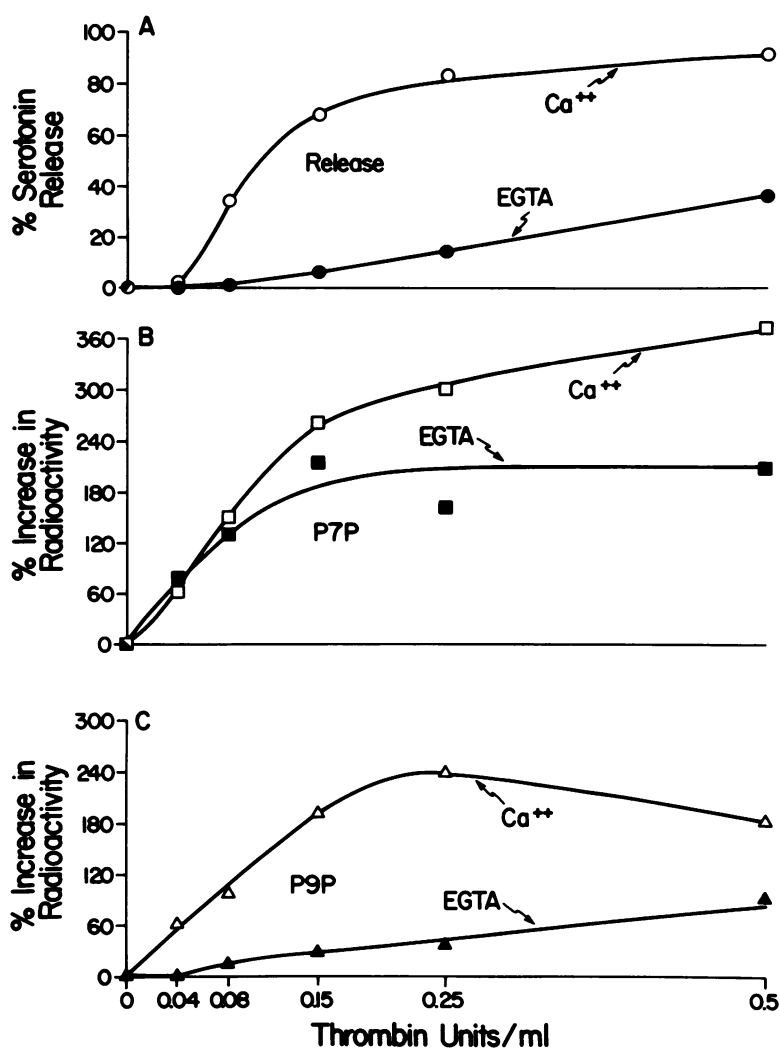 A
100
80
60
40
20
0
% Serotonin
Release
Ca++
Release
EGTA
B
360
300
240
180
120
60
0
% Increase in
Radioactivity
Ca++
EGTA
P7P
C
300
240
180
120
60
0
% Increase in
Radioactivity
Ca++
P9P
EGTA
0 0.04 0.08 0.15 0.25 0.5
Thrombin Units/ml